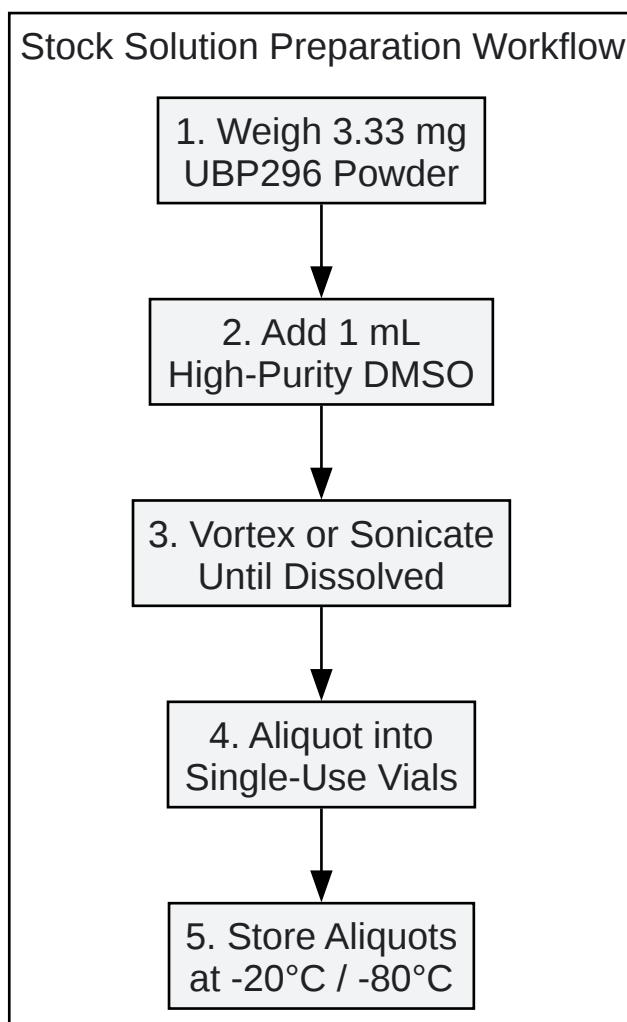 Stock Solution Preparation Workflow
1. Weigh 3.33 mg
UBP296 Powder
2. Add 1 mL
High-Purity DMSO
3. Vortex or Sonicate
Until Dissolved
4. Aliquot into
Single-Use Vials
5. Store Aliquots
at -20°C / -80°C